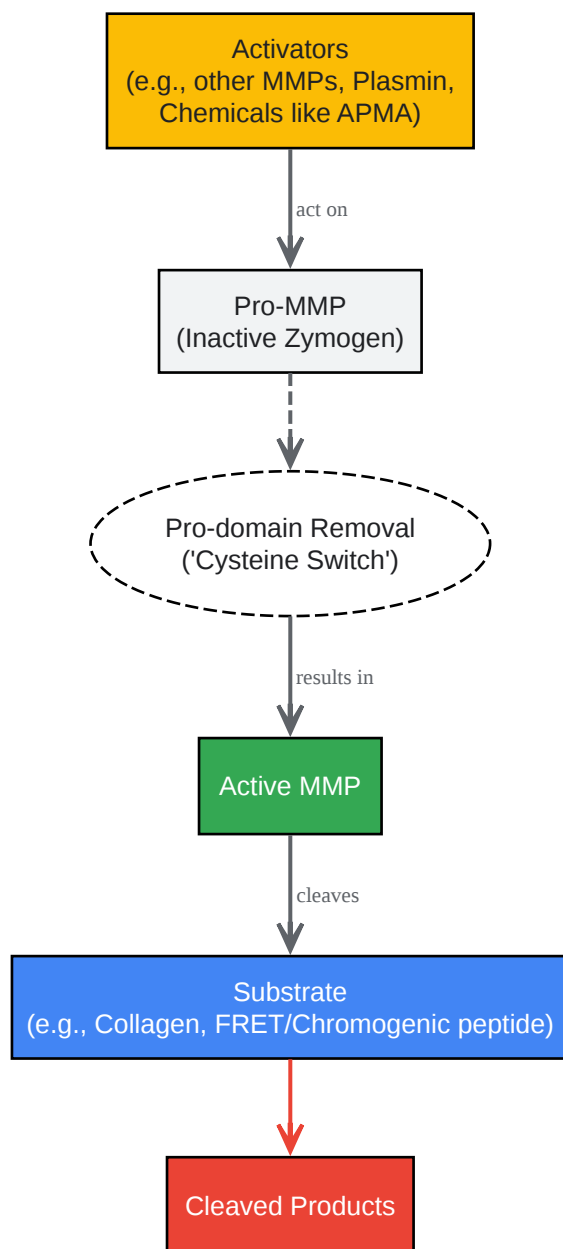 Activators
(e.g., other MMPs, Plasmin,
Chemicals like APMA)
act on
Pro-MMP
(Inactive Zymogen)
Pro-domain Removal
('Cysteine Switch')
results in
Active MMP
cleaves
Substrate
(e.g., Collagen, FRET/Chromogenic peptide)
Cleaved Products